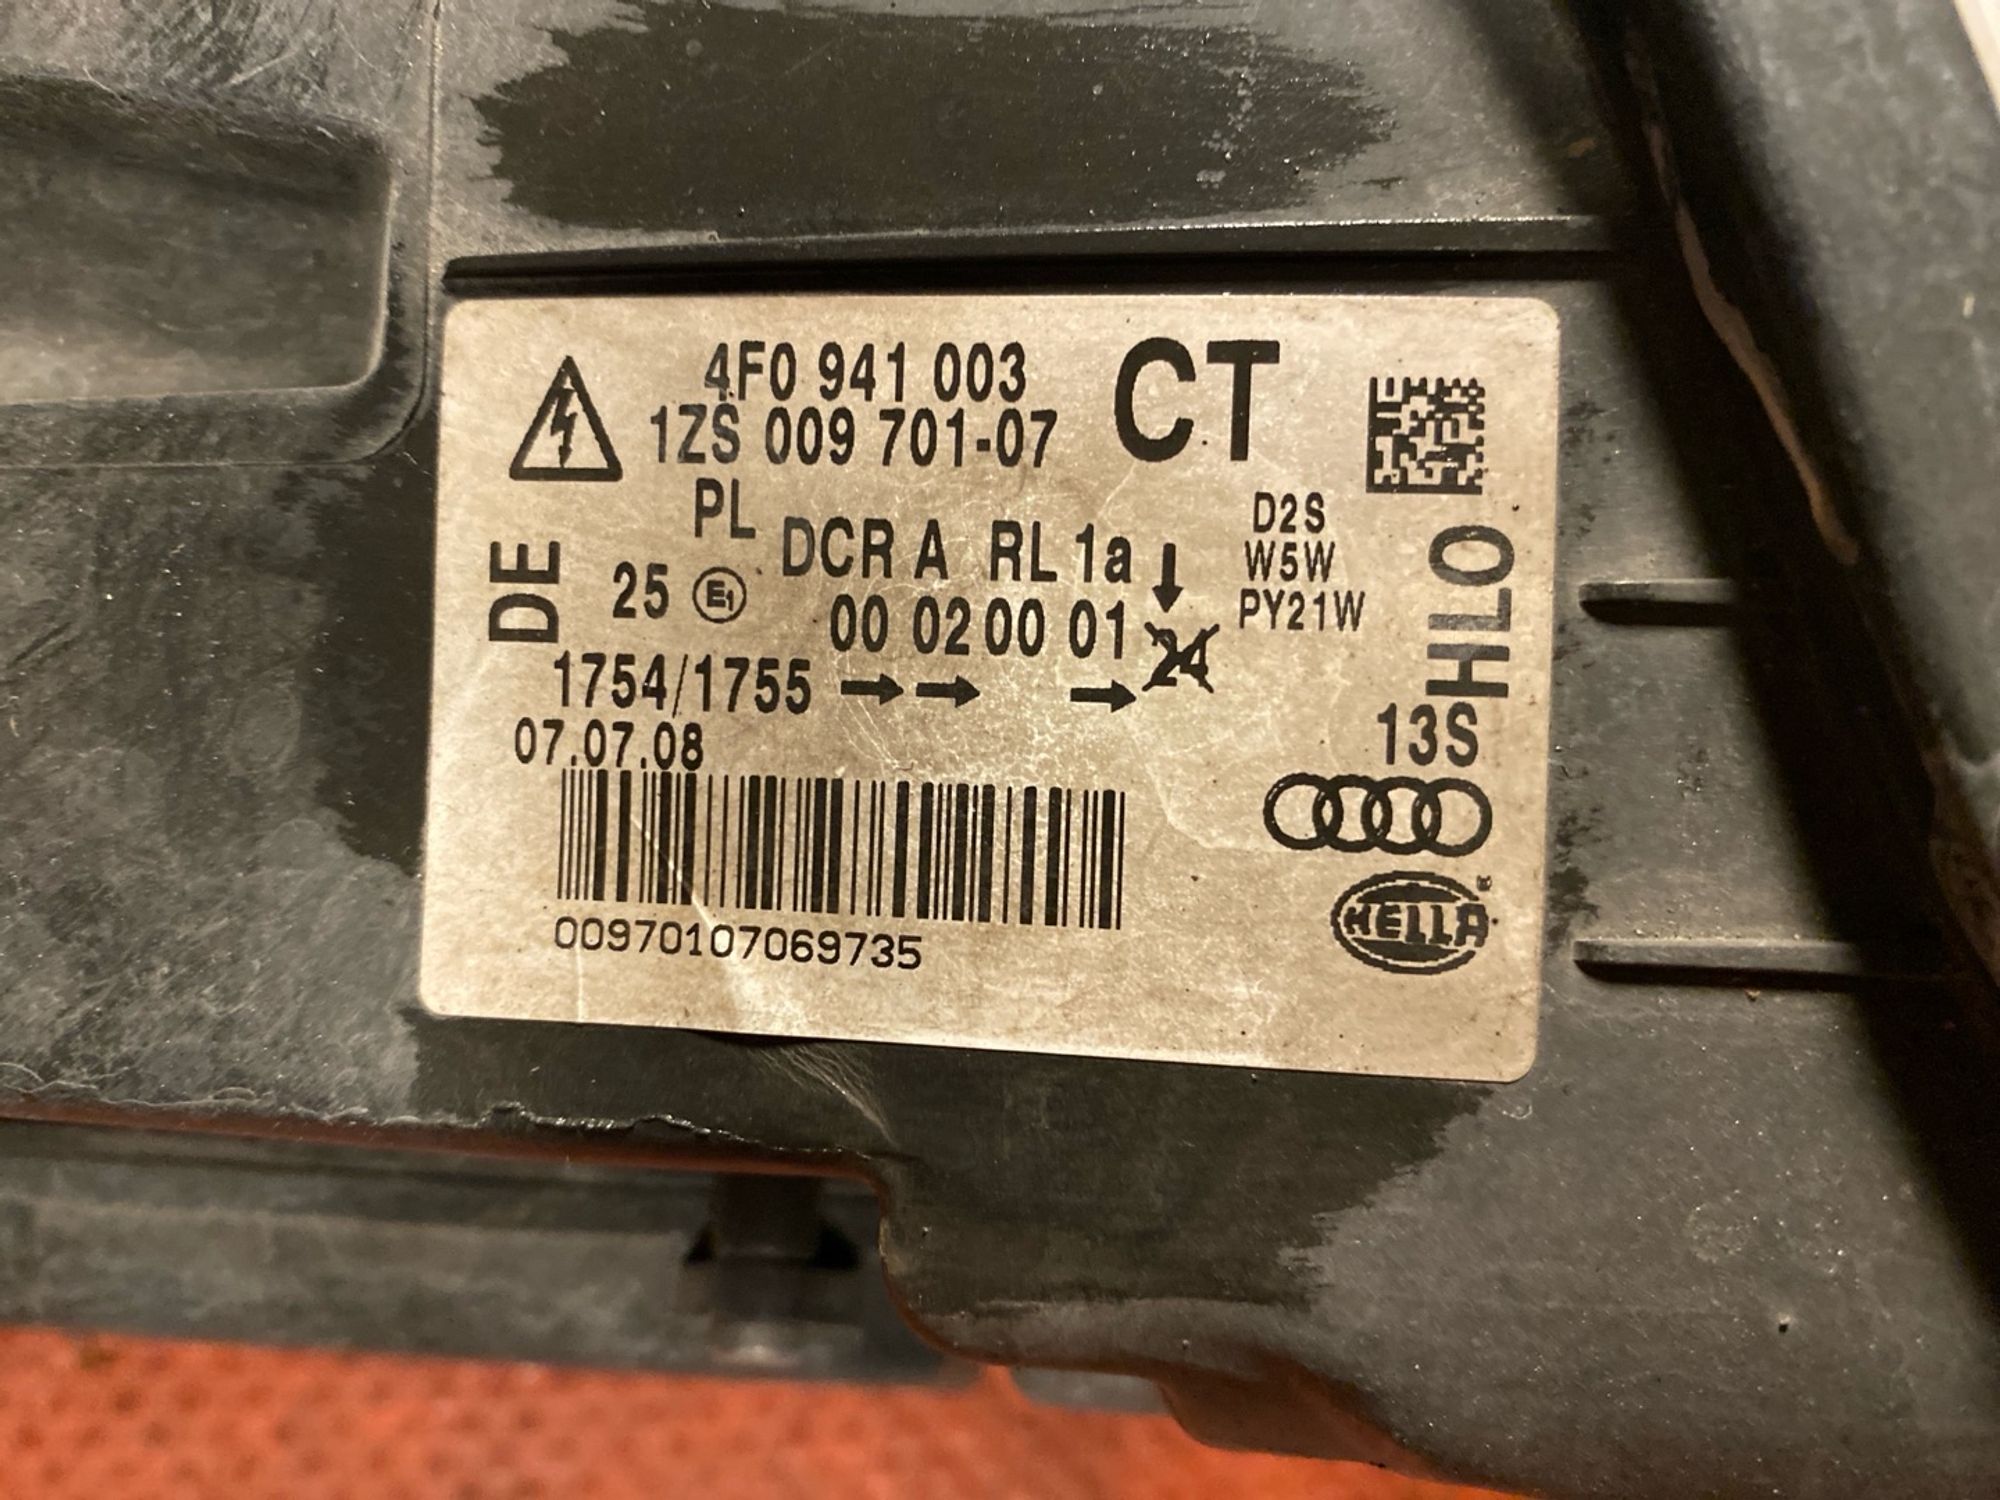 4F0 941 003 CT
1ZS 009 701-07
PL DCR A RL 1a
D2S
W5W
PY21W
DE
25 E1
00 02 00 01 24
1754/1755
HLO
13S
07.07.08
00970107069735
HELLA®